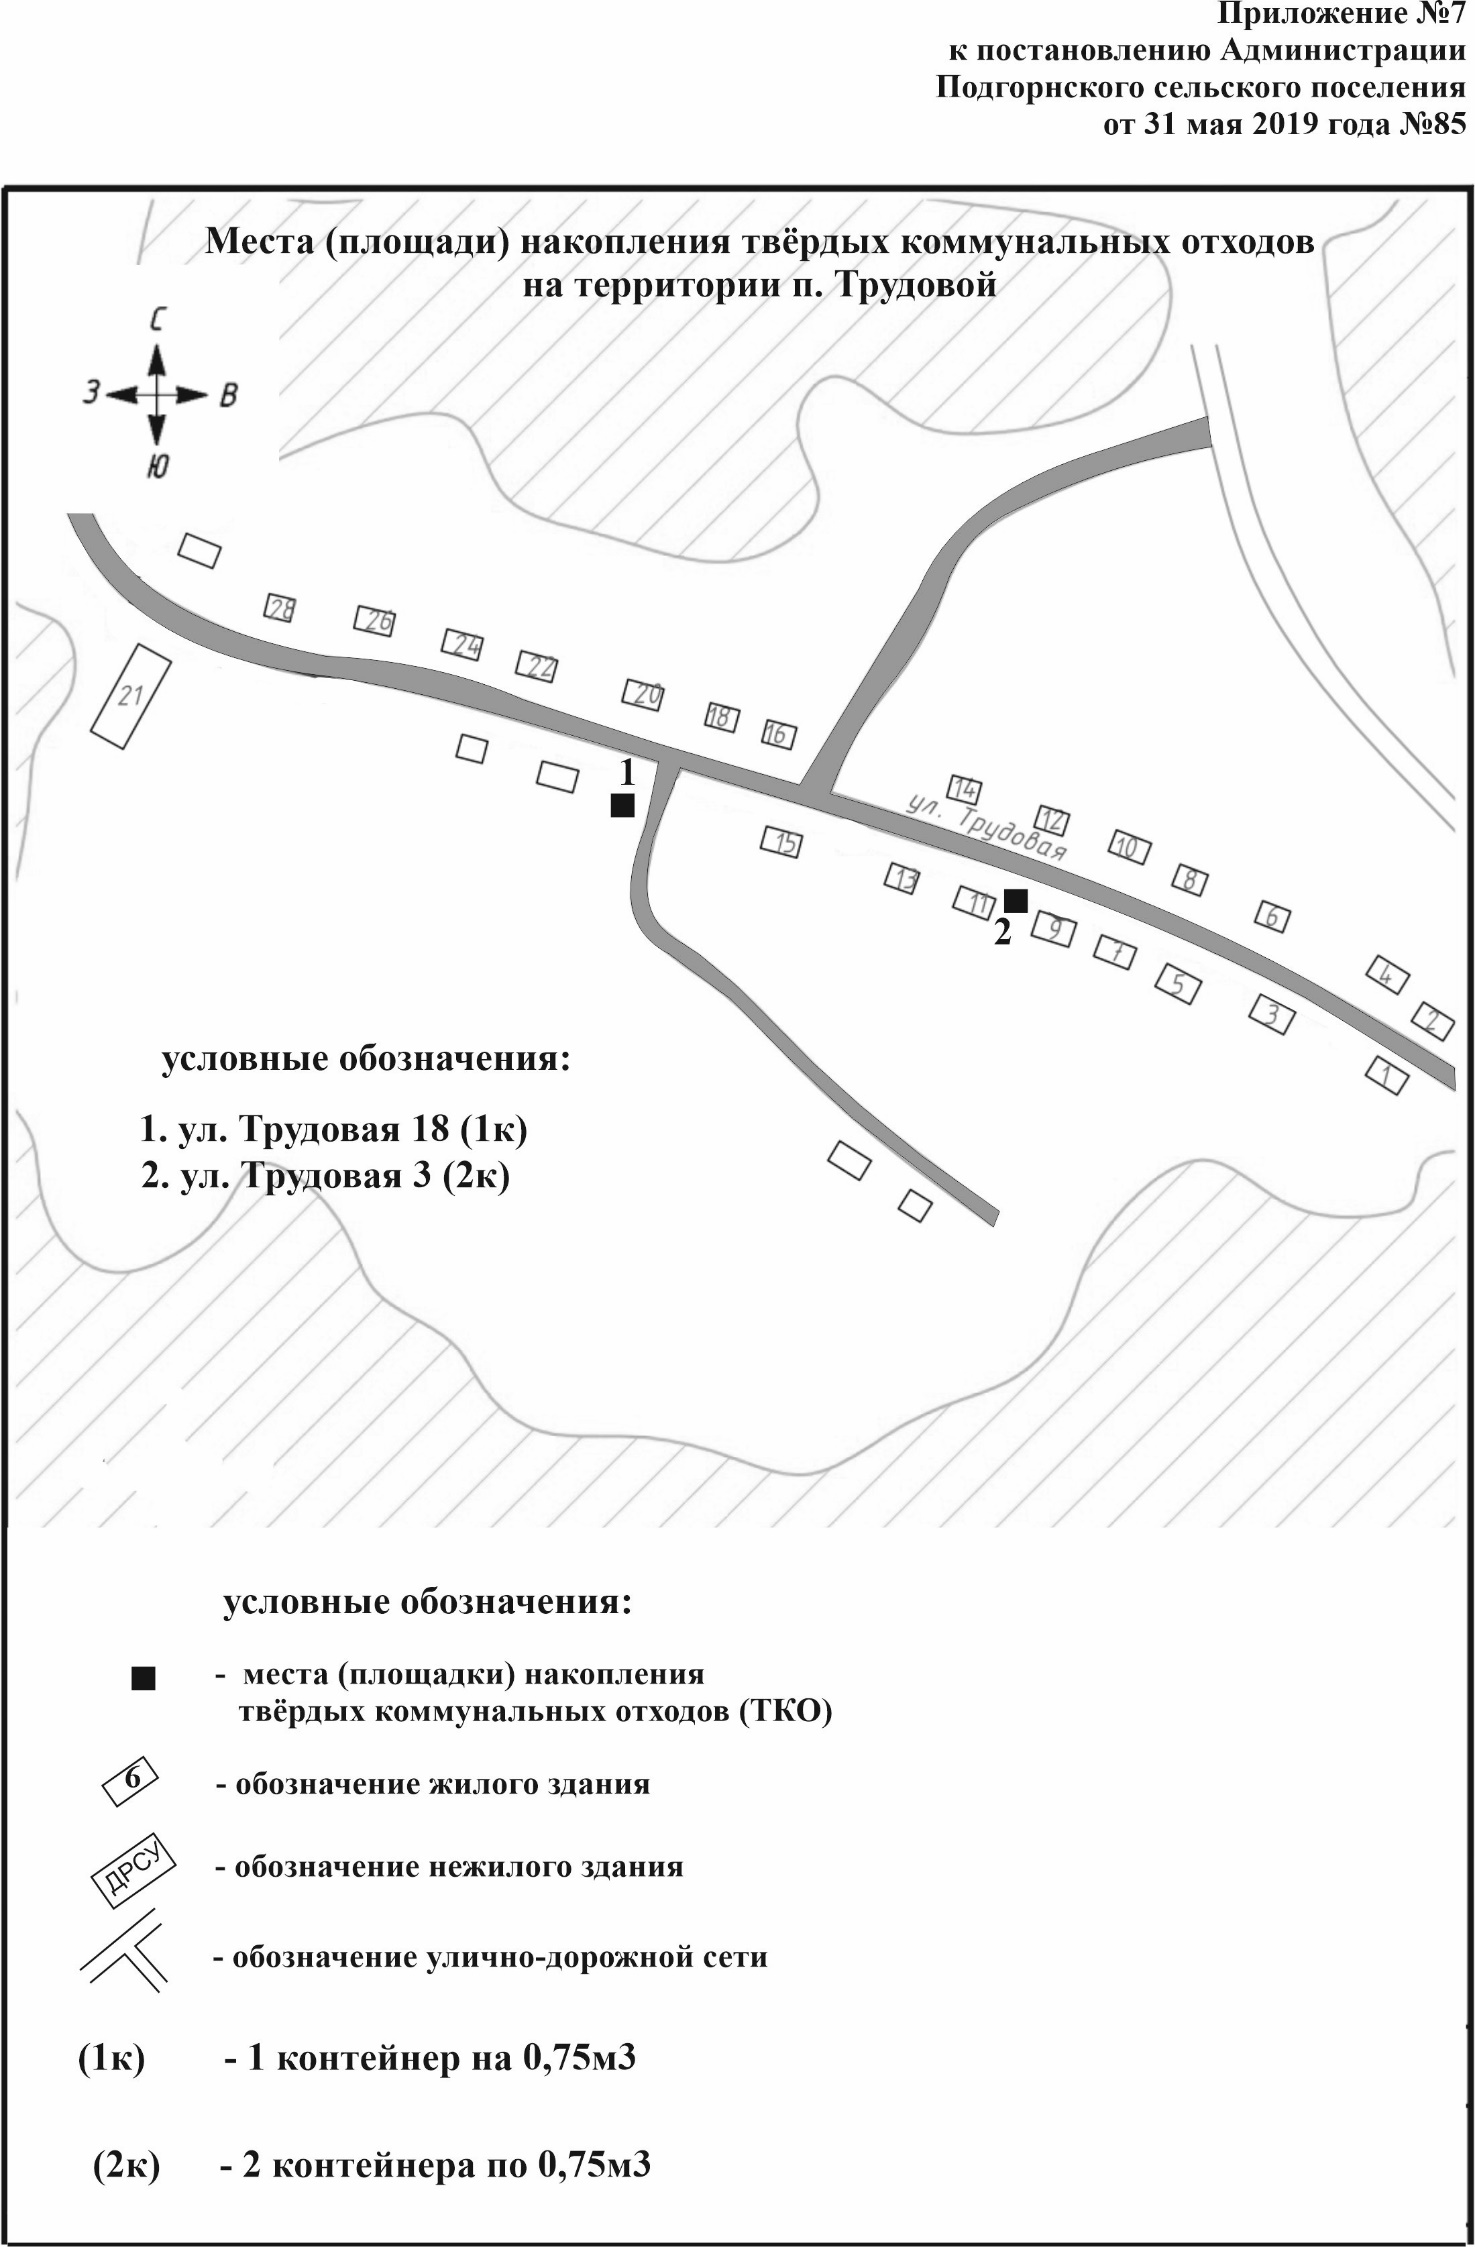 Приложение №7
к постановлению Администрации
Подгорнского сельского поселения
от 31 мая 2019 года №85
Места (площади) накопления твёрдых коммунальных отходов
на территории п. Трудовой
С
З
В
Ю
28
26
24
22
20
18
16
21
1
14
ул. Трудовая
12
10
8
6
4
2
15
13
11
2
9
7
5
3
1
условные обозначения:
1. ул. Трудовая 18 (1к)
2. ул. Трудовая 3 (2к)
условные обозначения:
- места (площадки) накопления
твёрдых коммунальных отходов (ТКО)
6
- обозначение жилого здания
ДРСУ
- обозначение нежилого здания
- обозначение улично-дорожной сети
(1к) - 1 контейнер на 0,75м3
(2к) - 2 контейнера по 0,75м3